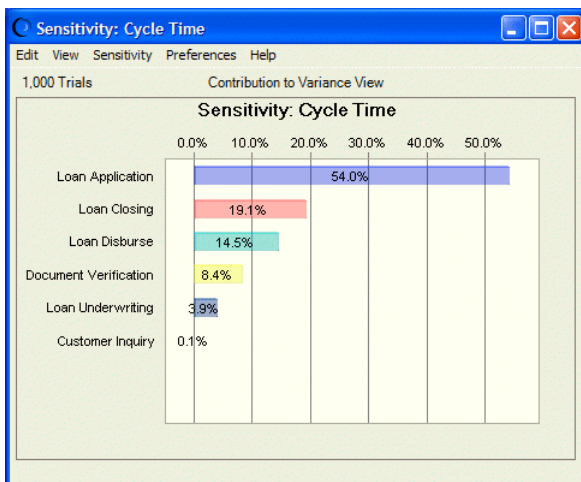 Sensitivity: Cycle Time
Edit View Sensitivity Preferences Help
1,000 Trials Contribution to Variance View
Sensitivity: Cycle Time
0.0% 10.0% 20.0% 30.0% 40.0% 50.0%
Loan Application 54.0%
Loan Closing 19.1%
Loan Disburse 14.5%
Document Verification 8.4%
Loan Underwriting 3.9%
Customer Inquiry 0.1%